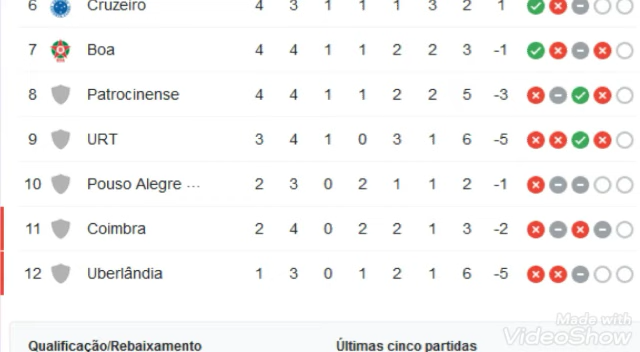 6 Cruzeiro 4 3 1 1 1 3 2 1
7 Boa 4 4 1 1 2 2 3 -1
8 Patrocinense 4 4 1 1 2 2 5 -3
9 URT 3 4 1 0 3 1 6 -5
10 Pouso Alegre ... 2 3 0 2 1 1 2 -1
11 Coimbra 2 4 0 2 2 1 3 -2
12 Uberlândia 1 3 0 1 2 1 6 -5
Made with
VideoShow
Qualificação/Rebaixamento Últimas cinco partidas